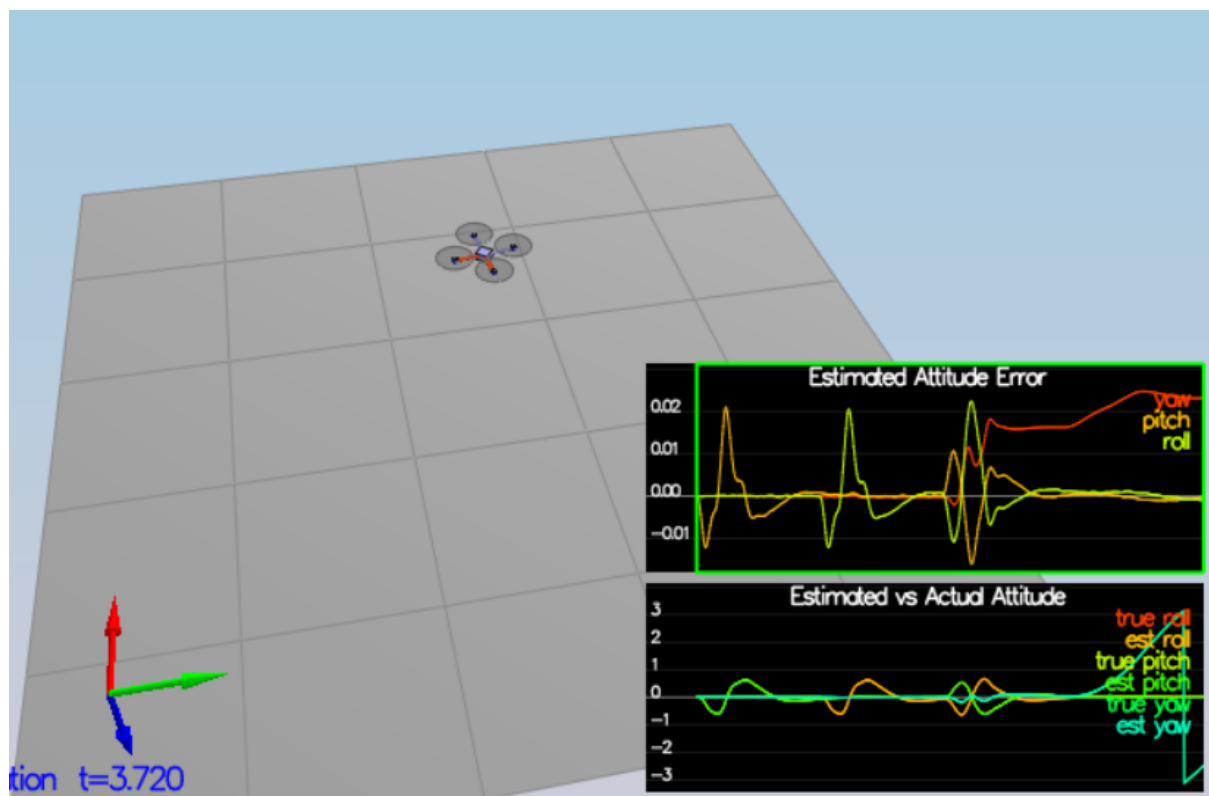 Estimated Attitude Error
0.02
0.01
0.00
-0.01
yaw
pitch
roll
Estimated vs Actual Attitude
3
2
1
0
-1
-2
-3
true roll
est roll
true pitch
est pitch
true yaw
est yaw
tion t=3.720